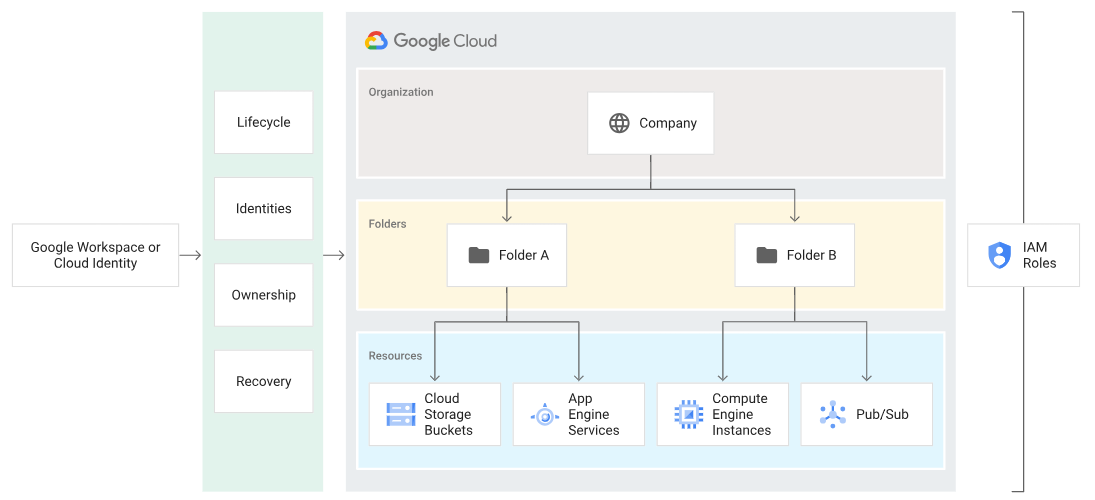 Google Workspace or
Cloud Identity
Lifecycle
Identities
Ownership
Recovery
Google Cloud
Organization
Company
Folders
Folder A
Folder B
Resources
Cloud
Storage
Buckets
App
Engine
Services
Compute
Engine
Instances
Pub/Sub
IAM
Roles